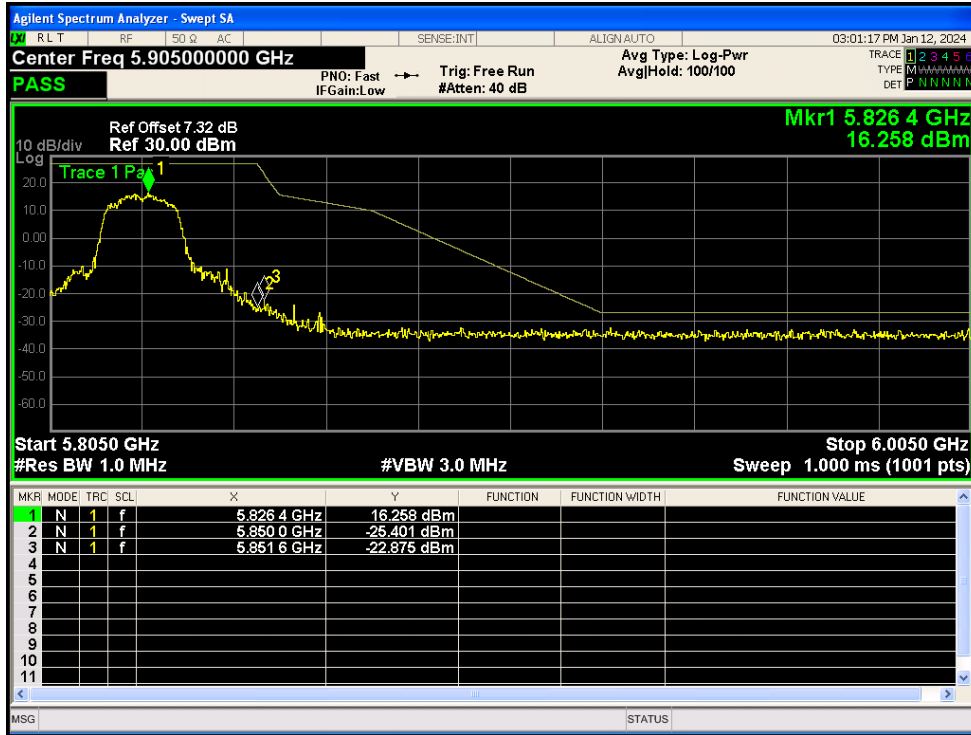 Agilent Spectrum Analyzer - Swept SA
LXI RLT RF 50 Ω AC SENSE:INT ALIGN AUTO 03:01:17 PM Jan 12, 2024
Center Freq 5.905000000 GHz
Avg Type: Log-Pwr
TRACE 1 2 3 4 5 6
PASS
PNO: Fast
Trig: Free Run
Avg|Hold: 100/100
TYPE M
IFGain:Low
#Atten: 40 dB
DET P N N N N N
Mkr1 5.826 4 GHz
16.258 dBm
Ref Offset 7.32 dB
10 dB/div
Ref 30.00 dBm
Log
Trace 1 Pa
1
20.0
10.0
0.00
-10.0
-20.0
-30.0
-40.0
-50.0
-60.0
2
3
Start 5.8050 GHz
Stop 6.0050 GHz
#Res BW 1.0 MHz
#VBW 3.0 MHz
Sweep 1.000 ms (1001 pts)
MKR MODE TRC SCL X Y FUNCTION FUNCTION WIDTH FUNCTION VALUE
1 N 1 f 5.826 4 GHz 16.258 dBm
2 N 1 f 5.850 0 GHz -25.401 dBm
3 N 1 f 5.851 6 GHz -22.875 dBm
4
5
6
7
8
9
10
11
MSG
STATUS